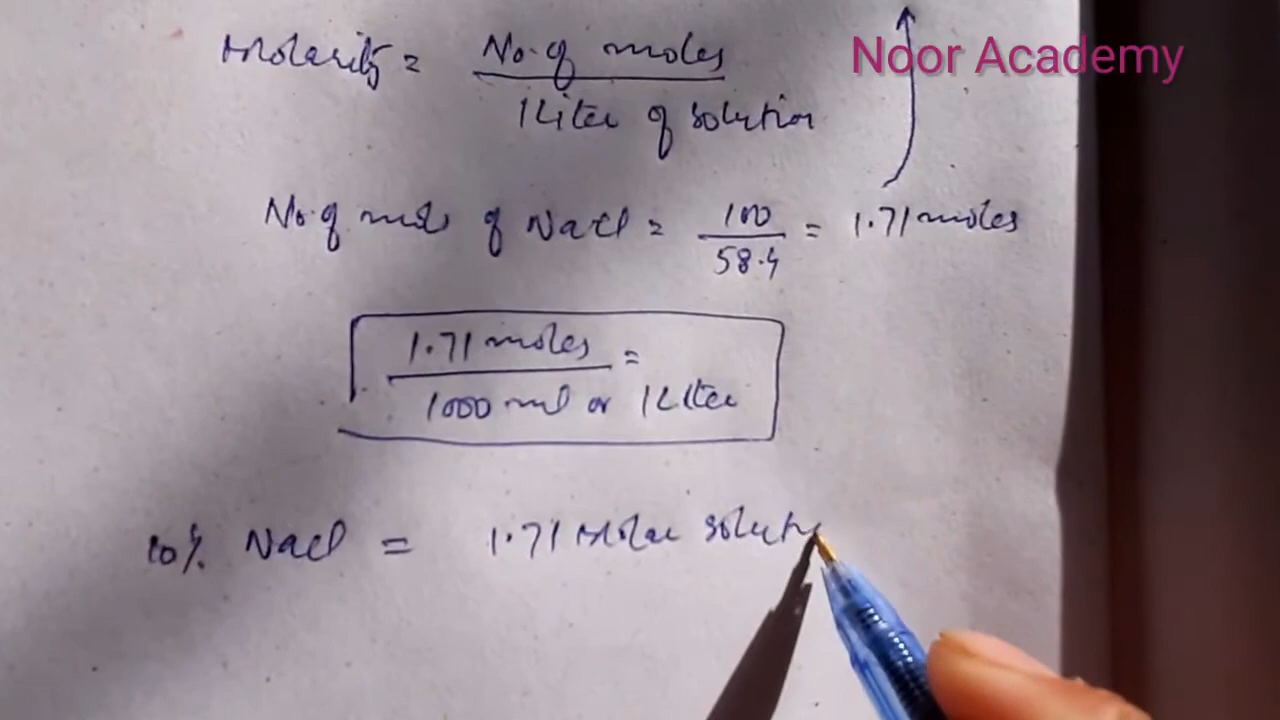 Noor Academy
Molarity = No. of moles / 1 Liter of solution
No. of mols of NaCl = 100 / 58.4 = 1.71 moles
1.71 moles / 1000 ml or 1 Liter =
10% NaCl = 1.71 Molar solution